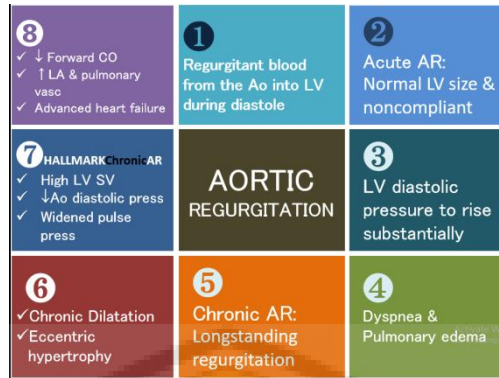 1
Regurgitant blood
from the Ao into LV
during diastole
2
Acute AR:
Normal LV size &
noncompliant
3
LV diastolic
pressure to rise
substantially
4
Dyspnea &
Pulmonary edema
5
Chronic AR:
Longstanding
regurgitation
6
✓Chronic Dilatation
✓Eccentric
hypertrophy
7 HALLMARKChronicAR
✓ High LV SV
✓ ↓Ao diastolic press
✓ Widened pulse
press
8
✓ ↓ Forward CO
✓ ↑ LA & pulmonary
vasc
✓ Advanced heart failure
AORTIC
REGURGITATION